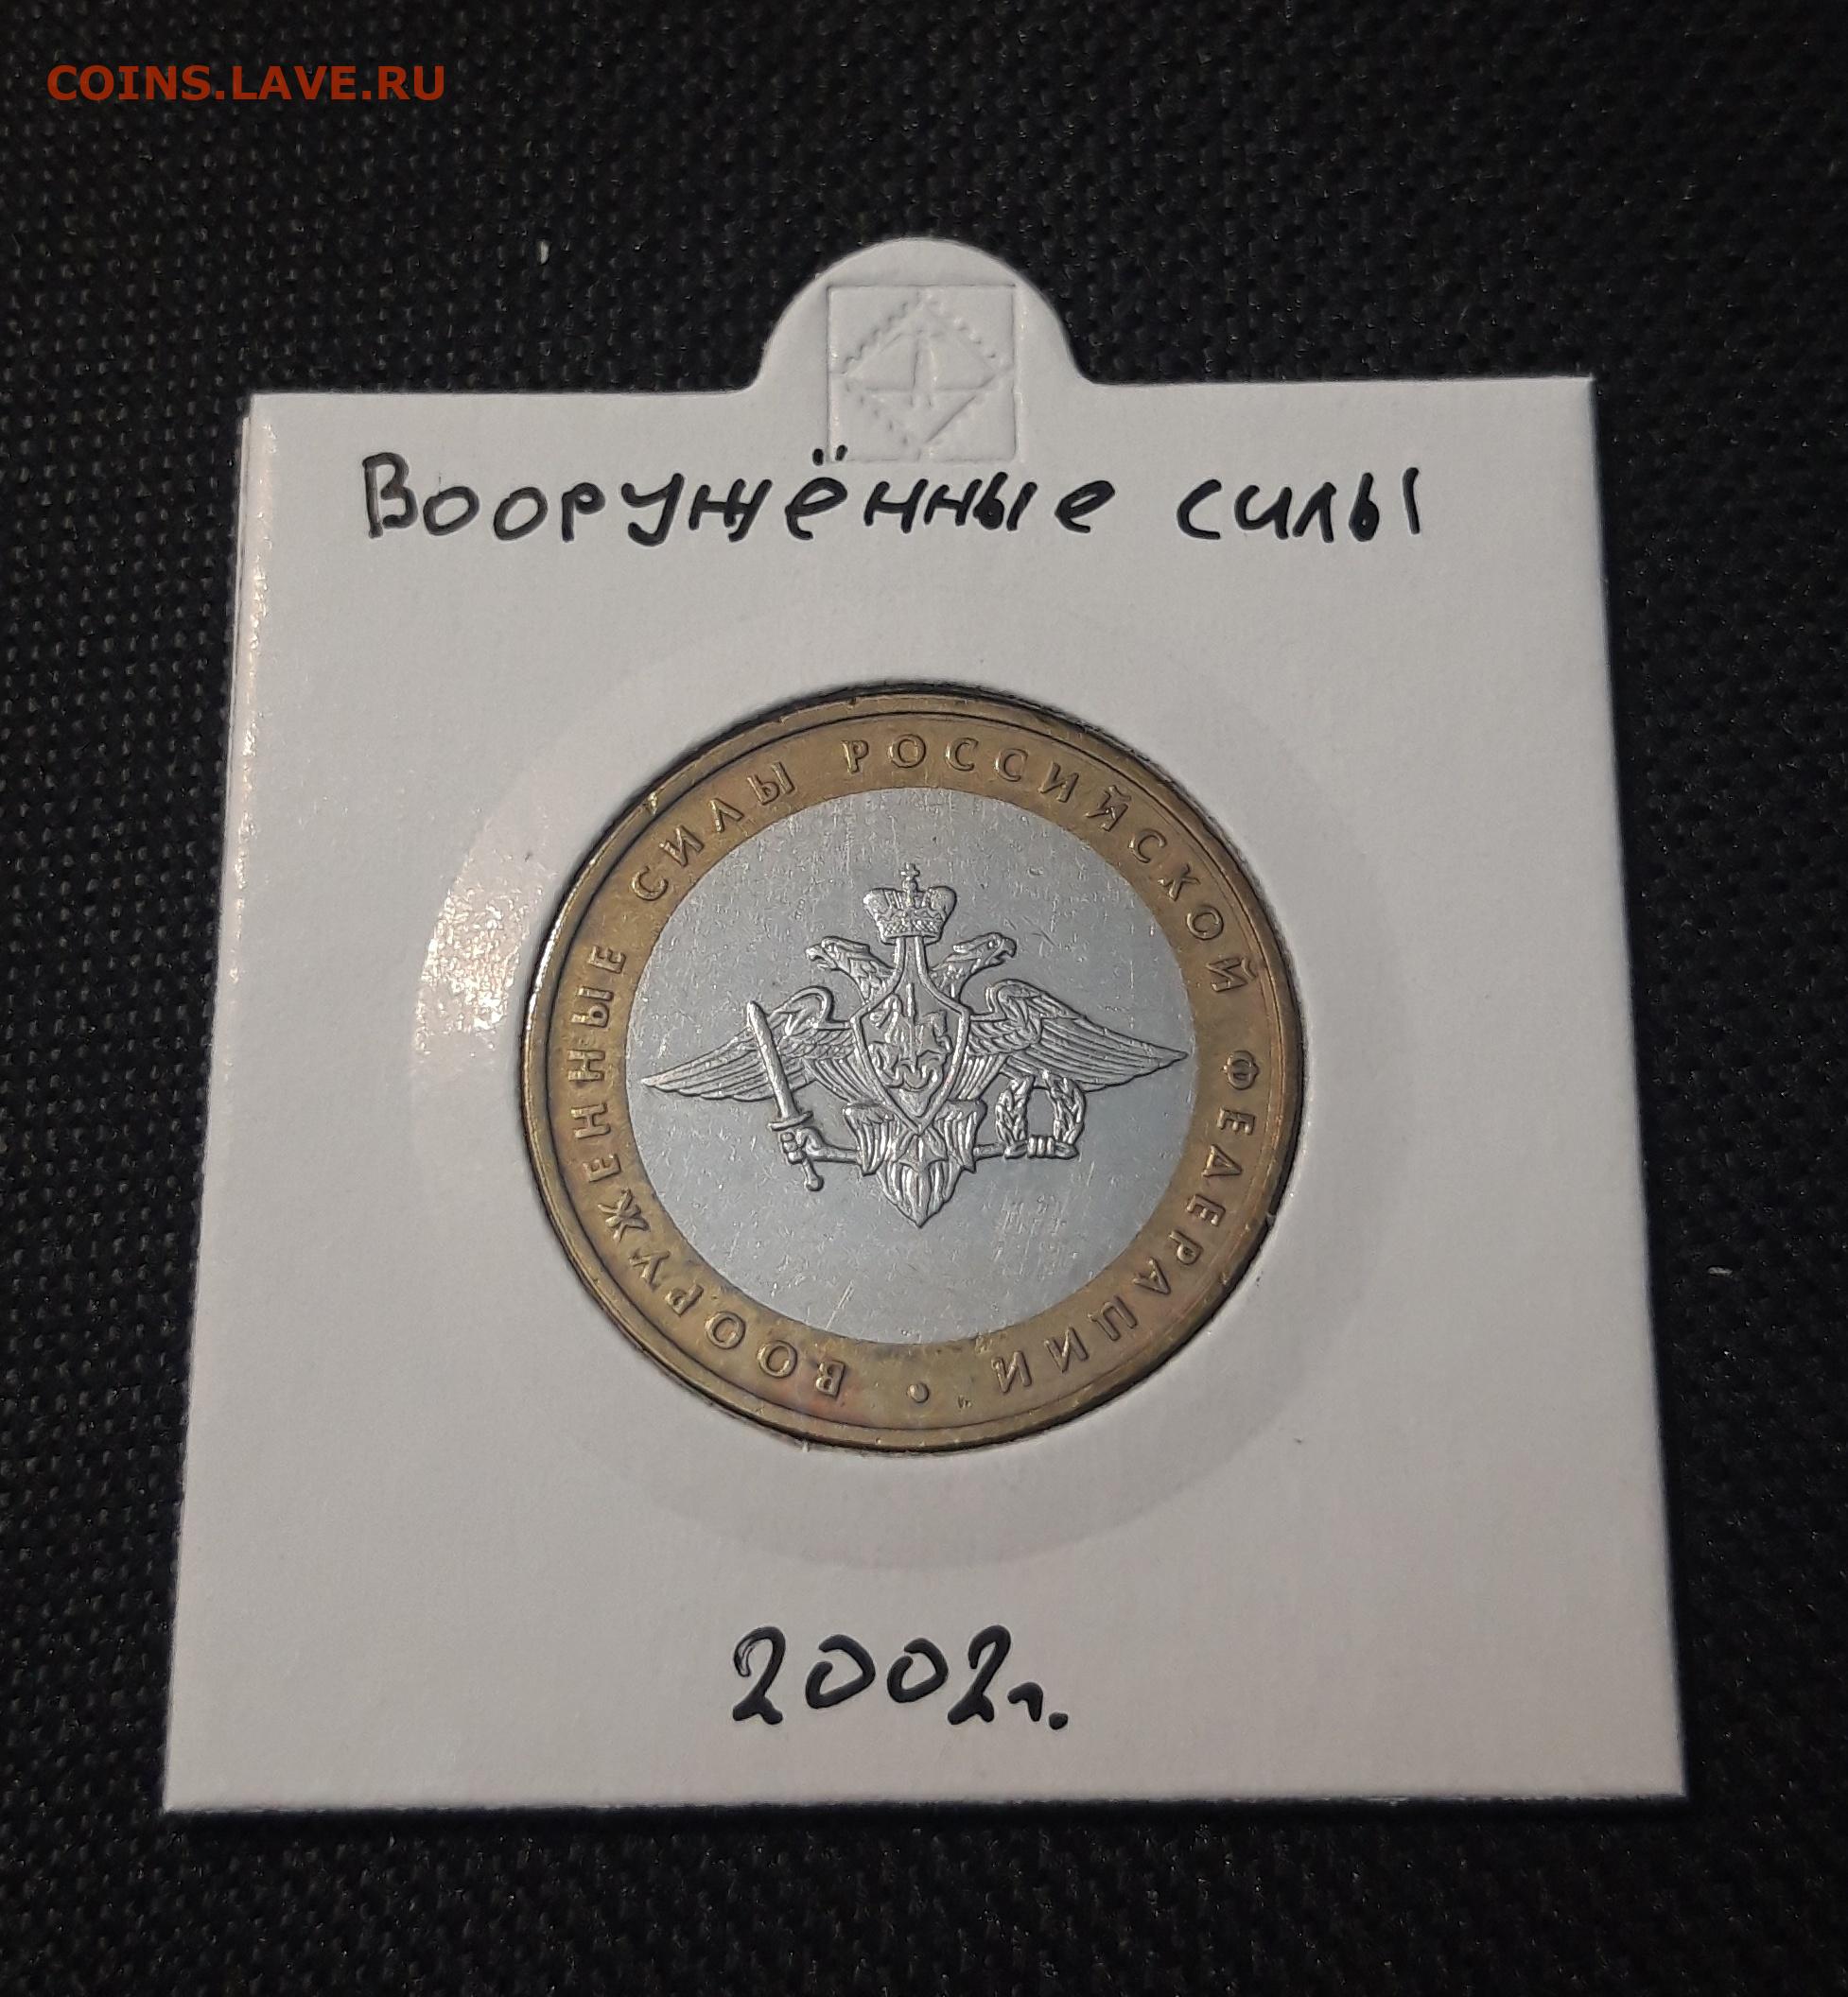 COINS.LAVE.RU
Вооружённые силы
ВООРУЖЕННЫЕ СИЛЫ РОССИЙСКОЙ ФЕДЕРАЦИИ •
2002г.